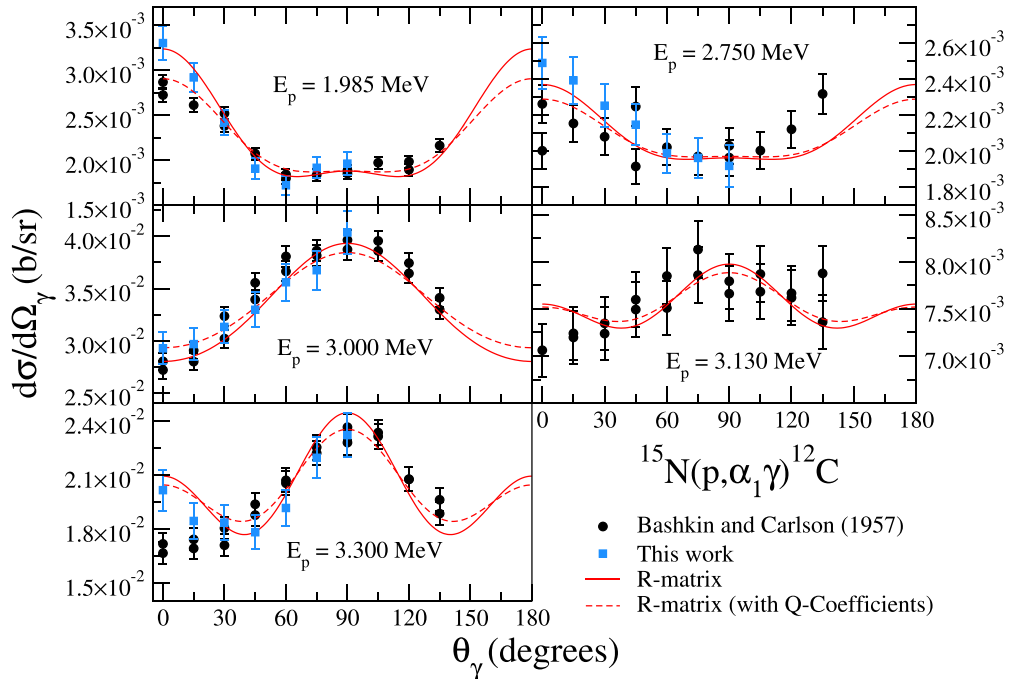 3.5×10⁻³
3.0×10⁻³
2.5×10⁻³
2.0×10⁻³
1.5×10⁻³
E_p = 1.985 MeV
2.6×10⁻³
2.4×10⁻³
2.2×10⁻³
2.0×10⁻³
1.8×10⁻³
E_p = 2.750 MeV
dσ/dΩ_γ (b/sr)
4.0×10⁻²
3.5×10⁻²
3.0×10⁻²
2.5×10⁻²
E_p = 3.000 MeV
8.5×10⁻³
8.0×10⁻³
7.5×10⁻³
7.0×10⁻³
E_p = 3.130 MeV
0 30 60 90 120 150 180
2.4×10⁻²
2.1×10⁻²
1.8×10⁻²
1.5×10⁻²
E_p = 3.300 MeV
0 30 60 90 120 150 180
θ_γ (degrees)
¹⁵N(p,α₁γ)¹²C
Bashkin and Carlson (1957)
This work
R-matrix
R-matrix (with Q-Coefficients)